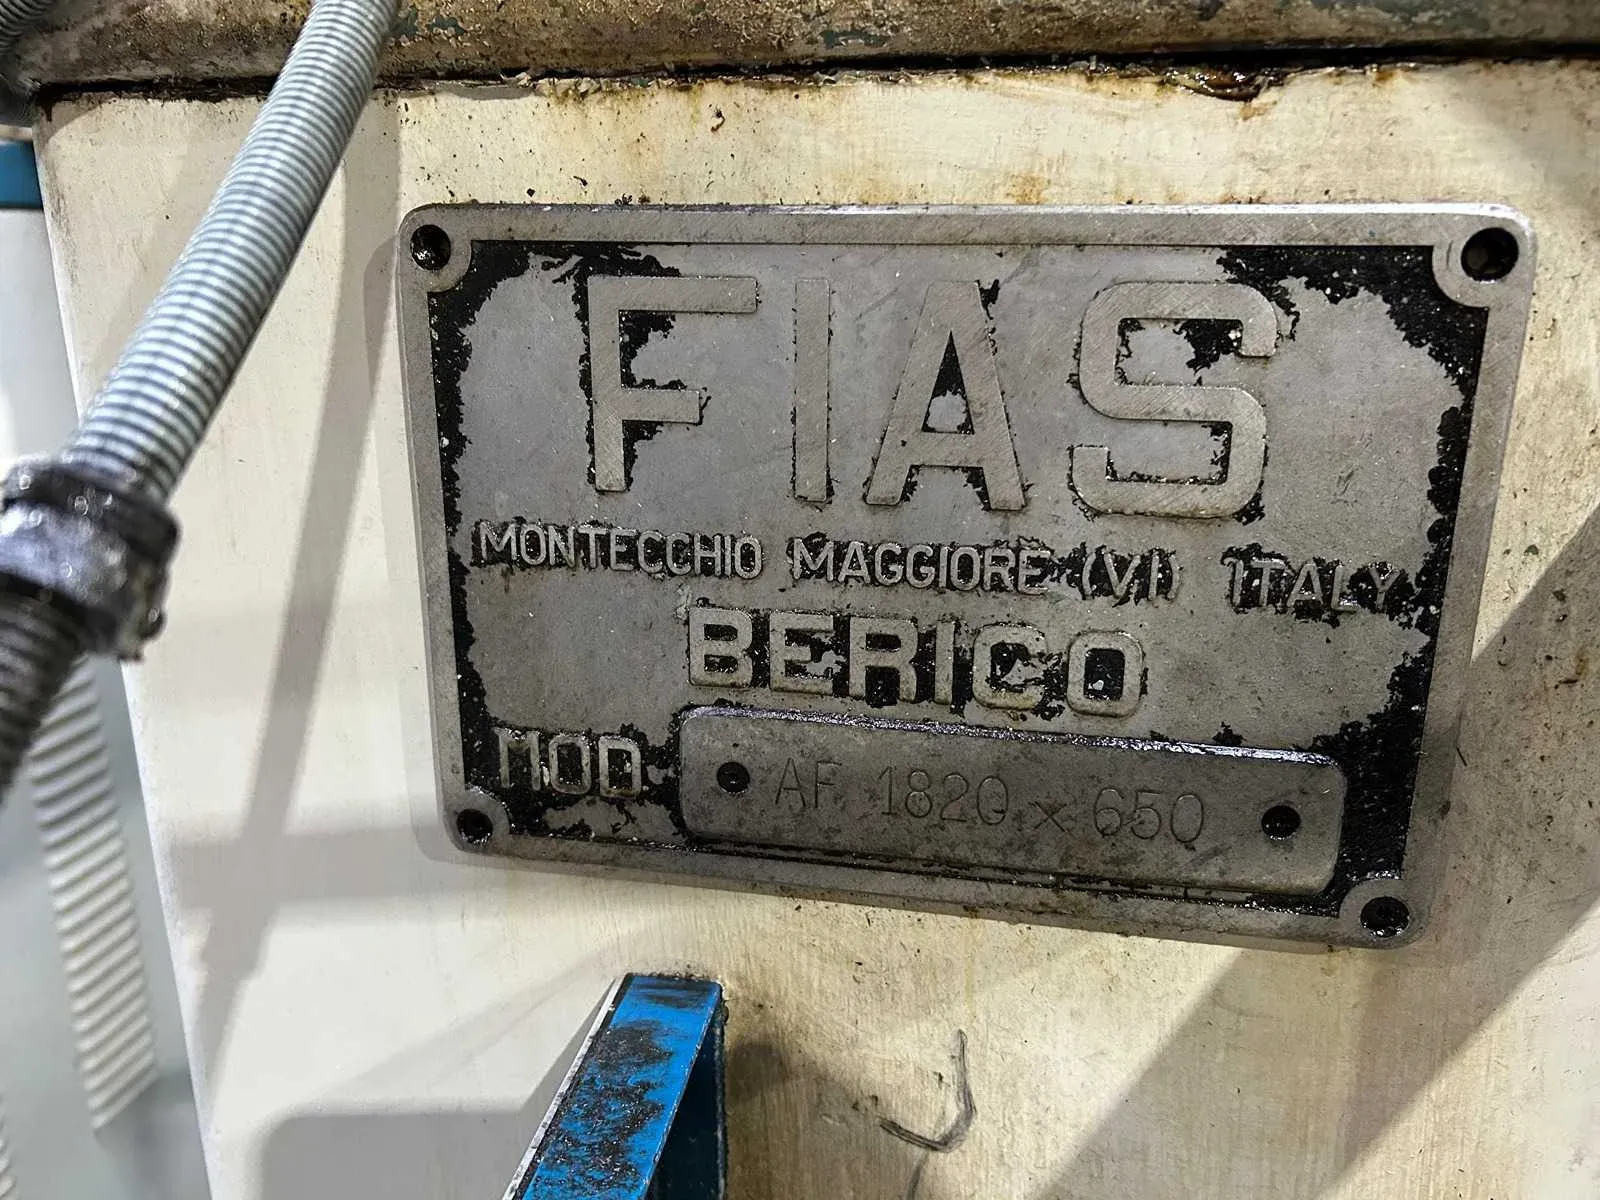 FIAS
MONTECCHIO MAGGIORE (VI) ITALY
BERICO
MOD. AF 1820 x 650